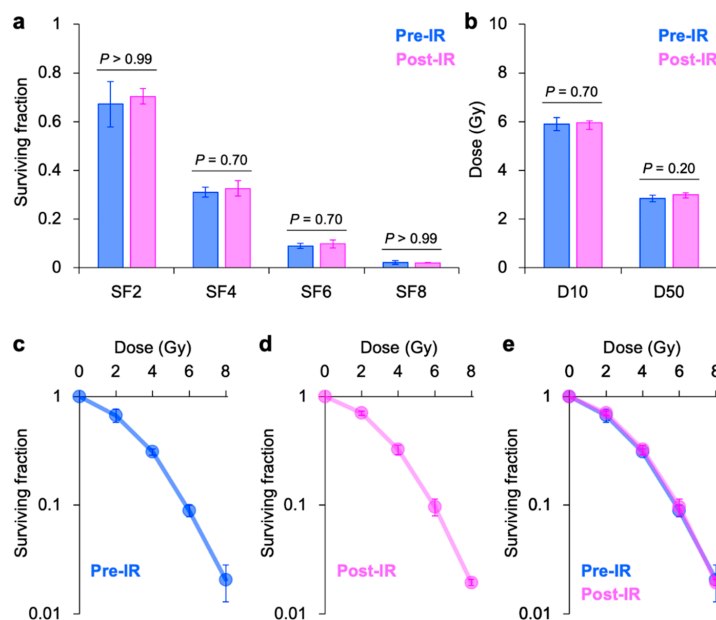 a
1
0.8
0.6
0.4
0.2
0
Surviving fraction
Pre-IR
Post-IR
P > 0.99
P = 0.70
P = 0.70
P > 0.99
SF2 SF4 SF6 SF8
b
10
8
6
4
2
0
Dose (Gy)
Pre-IR
Post-IR
P = 0.70
P = 0.20
D10 D50
c
Dose (Gy)
0 2 4 6 8
1
0.1
0.01
Surviving fraction
Pre-IR
d
Dose (Gy)
0 2 4 6 8
1
0.1
0.01
Surviving fraction
Post-IR
e
Dose (Gy)
0 2 4 6 8
1
0.1
0.01
Surviving fraction
Pre-IR
Post-IR